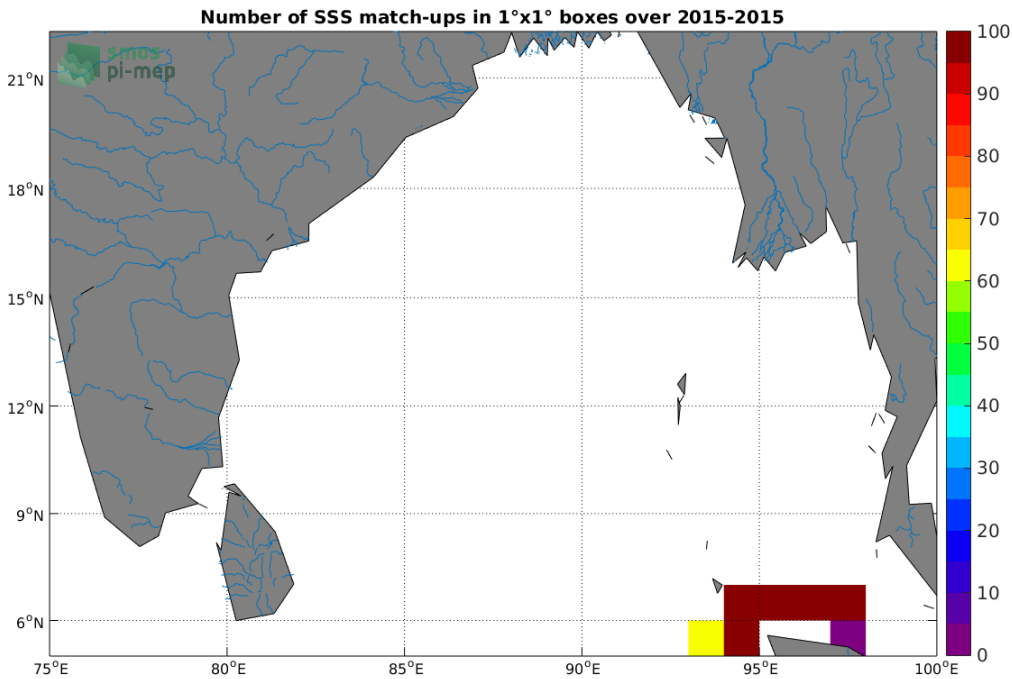 Number of SSS match-ups in 1°x1° boxes over 2015-2015
smos
pi-mep
21°N
18°N
15°N
12°N
9°N
6°N
75°E
80°E
85°E
90°E
95°E
100°E
100
90
80
70
60
50
40
30
20
10
0